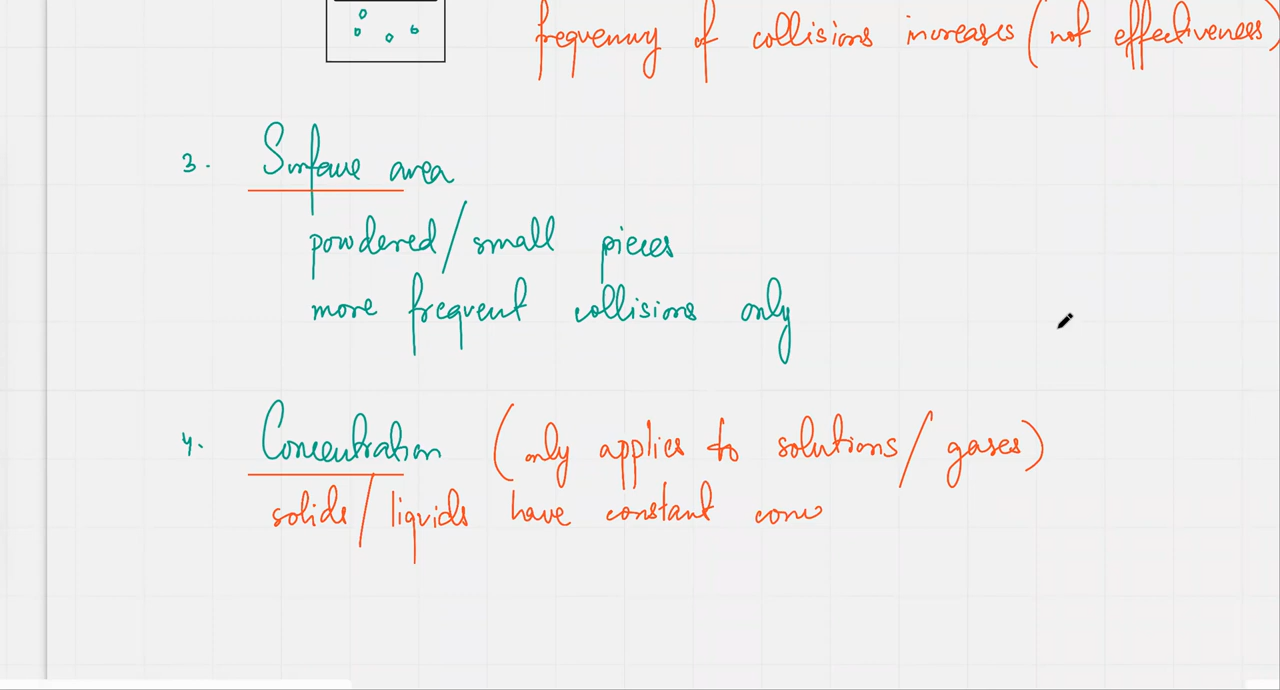 frequency of collisions increases (not effectiveness)
3. Surface area
powdered/small pieces
more frequent collisions only
4. Concentration (only applies to solutions/gases)
solids/liquids have constant conc